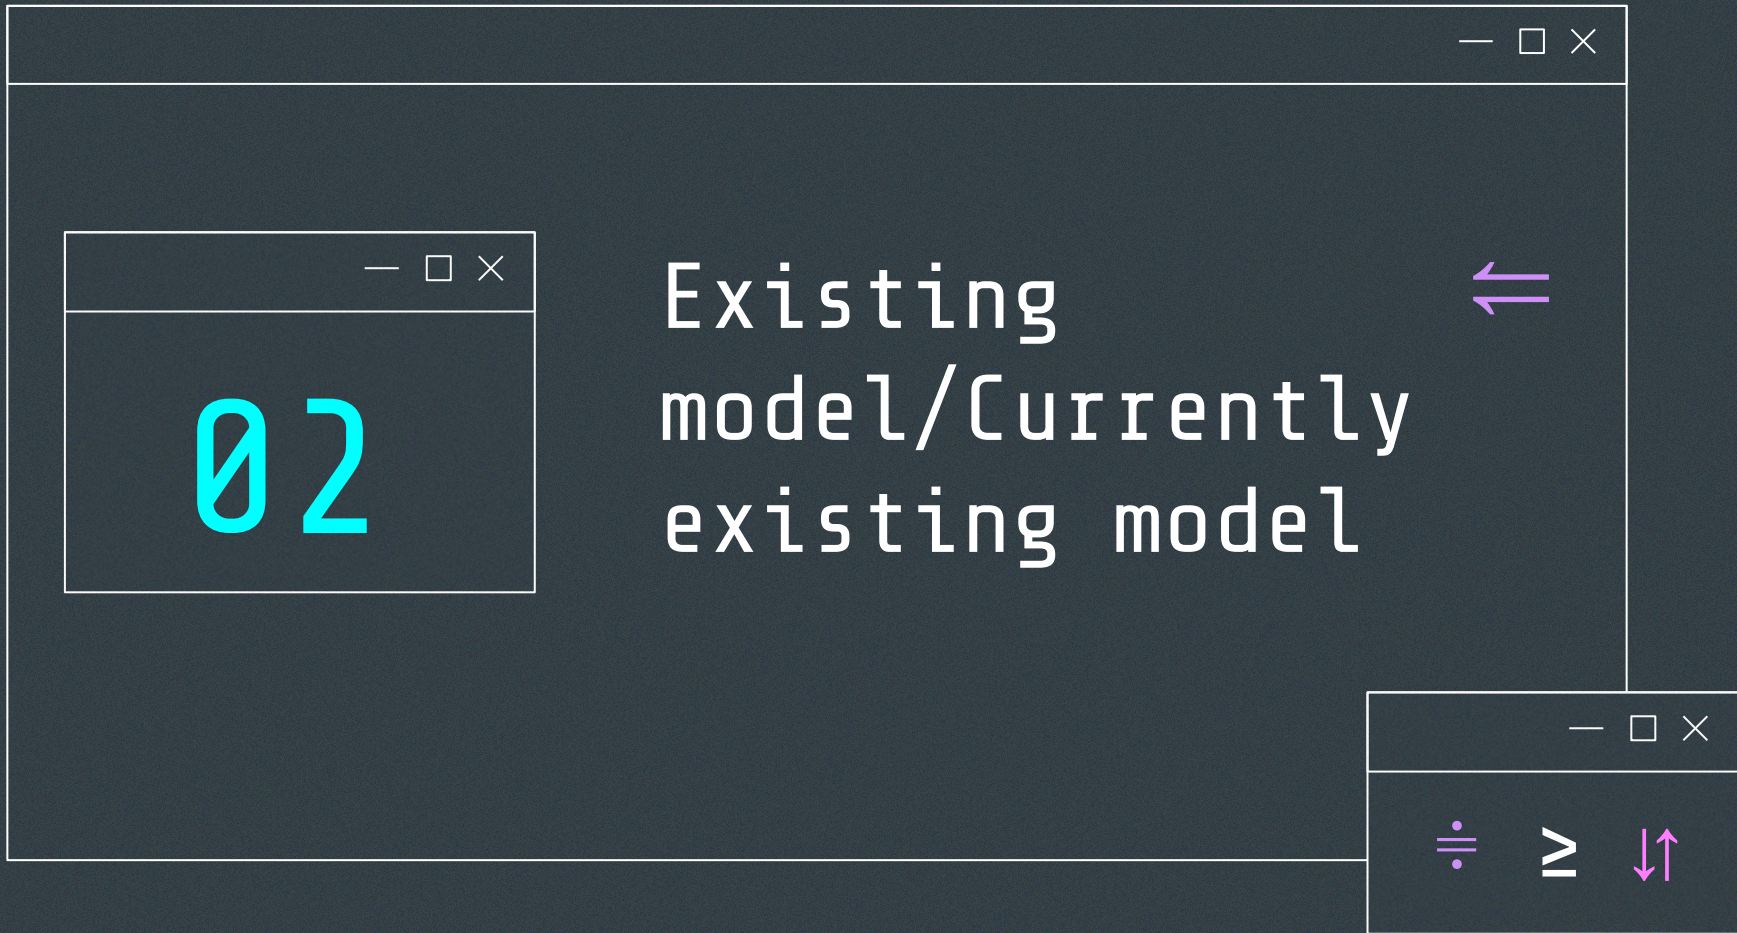 02
Existing
model/Currently
existing model
⇐
≑ ≥ ⇵